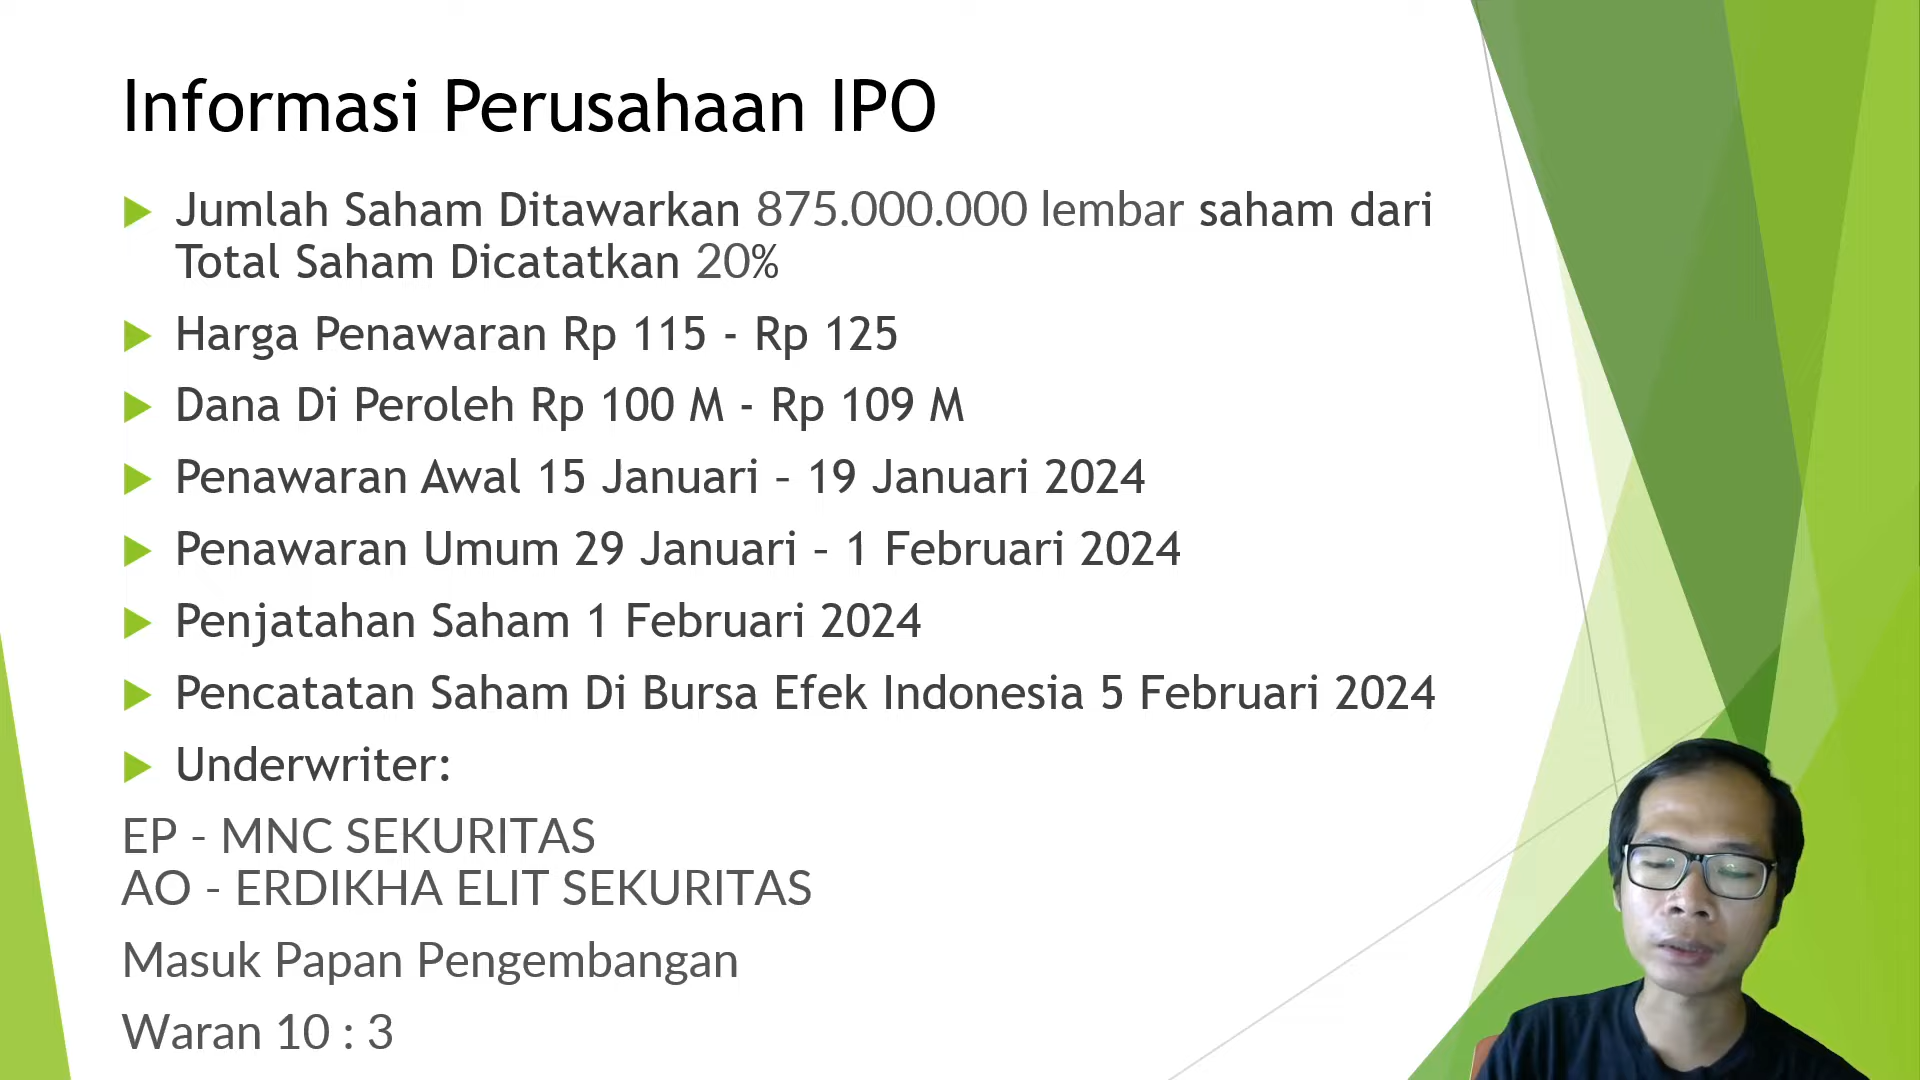 Informasi Perusahaan IPO
Jumlah Saham Ditawarkan 875.000.000 lembar saham dari
Total Saham Dicatatkan 20%
Harga Penawaran Rp 115 - Rp 125
Dana Di Peroleh Rp 100 M - Rp 109 M
Penawaran Awal 15 Januari – 19 Januari 2024
Penawaran Umum 29 Januari – 1 Februari 2024
Penjatahan Saham 1 Februari 2024
Pencatatan Saham Di Bursa Efek Indonesia 5 Februari 2024
Underwriter:
EP - MNC SEKURITAS
AO - ERDIKHA ELIT SEKURITAS
Masuk Papan Pengembangan
Waran 10 : 3